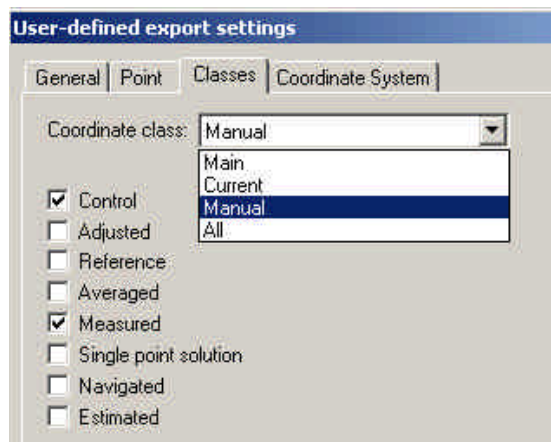 User-defined export settings
General Point Classes Coordinate System
Coordinate class: Manual
Main
Current
Manual
All
Control
Adjusted
Reference
Averaged
Measured
Single point solution
Navigated
Estimated